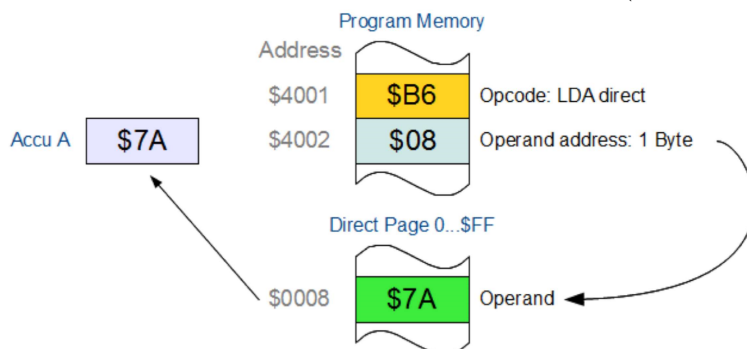 Program Memory
Address
$4001 $B6 Opcode: LDA direct
Accu A $7A $4002 $08 Operand address: 1 Byte
Direct Page 0...$FF
$0008 $7A Operand